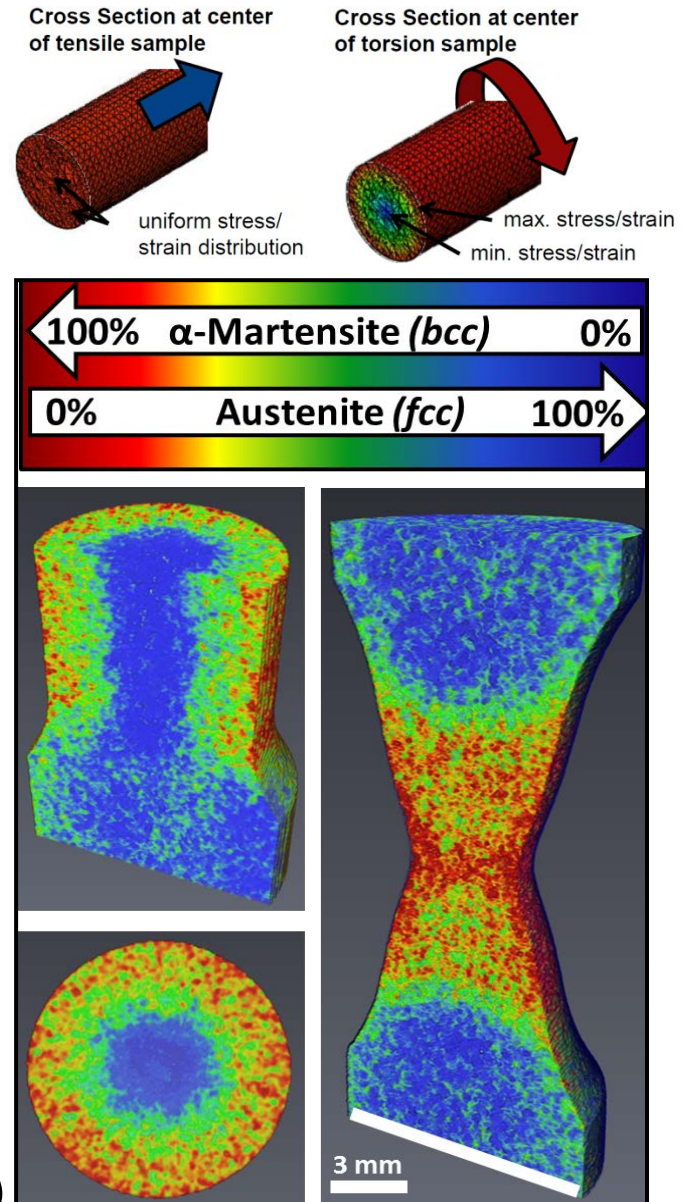 Cross Section at center
of tensile sample
Cross Section at center
of torsion sample
uniform stress/
strain distribution
max. stress/strain
min. stress/strain
100% α-Martensite (bcc) 0%
0% Austenite (fcc) 100%
3 mm
)